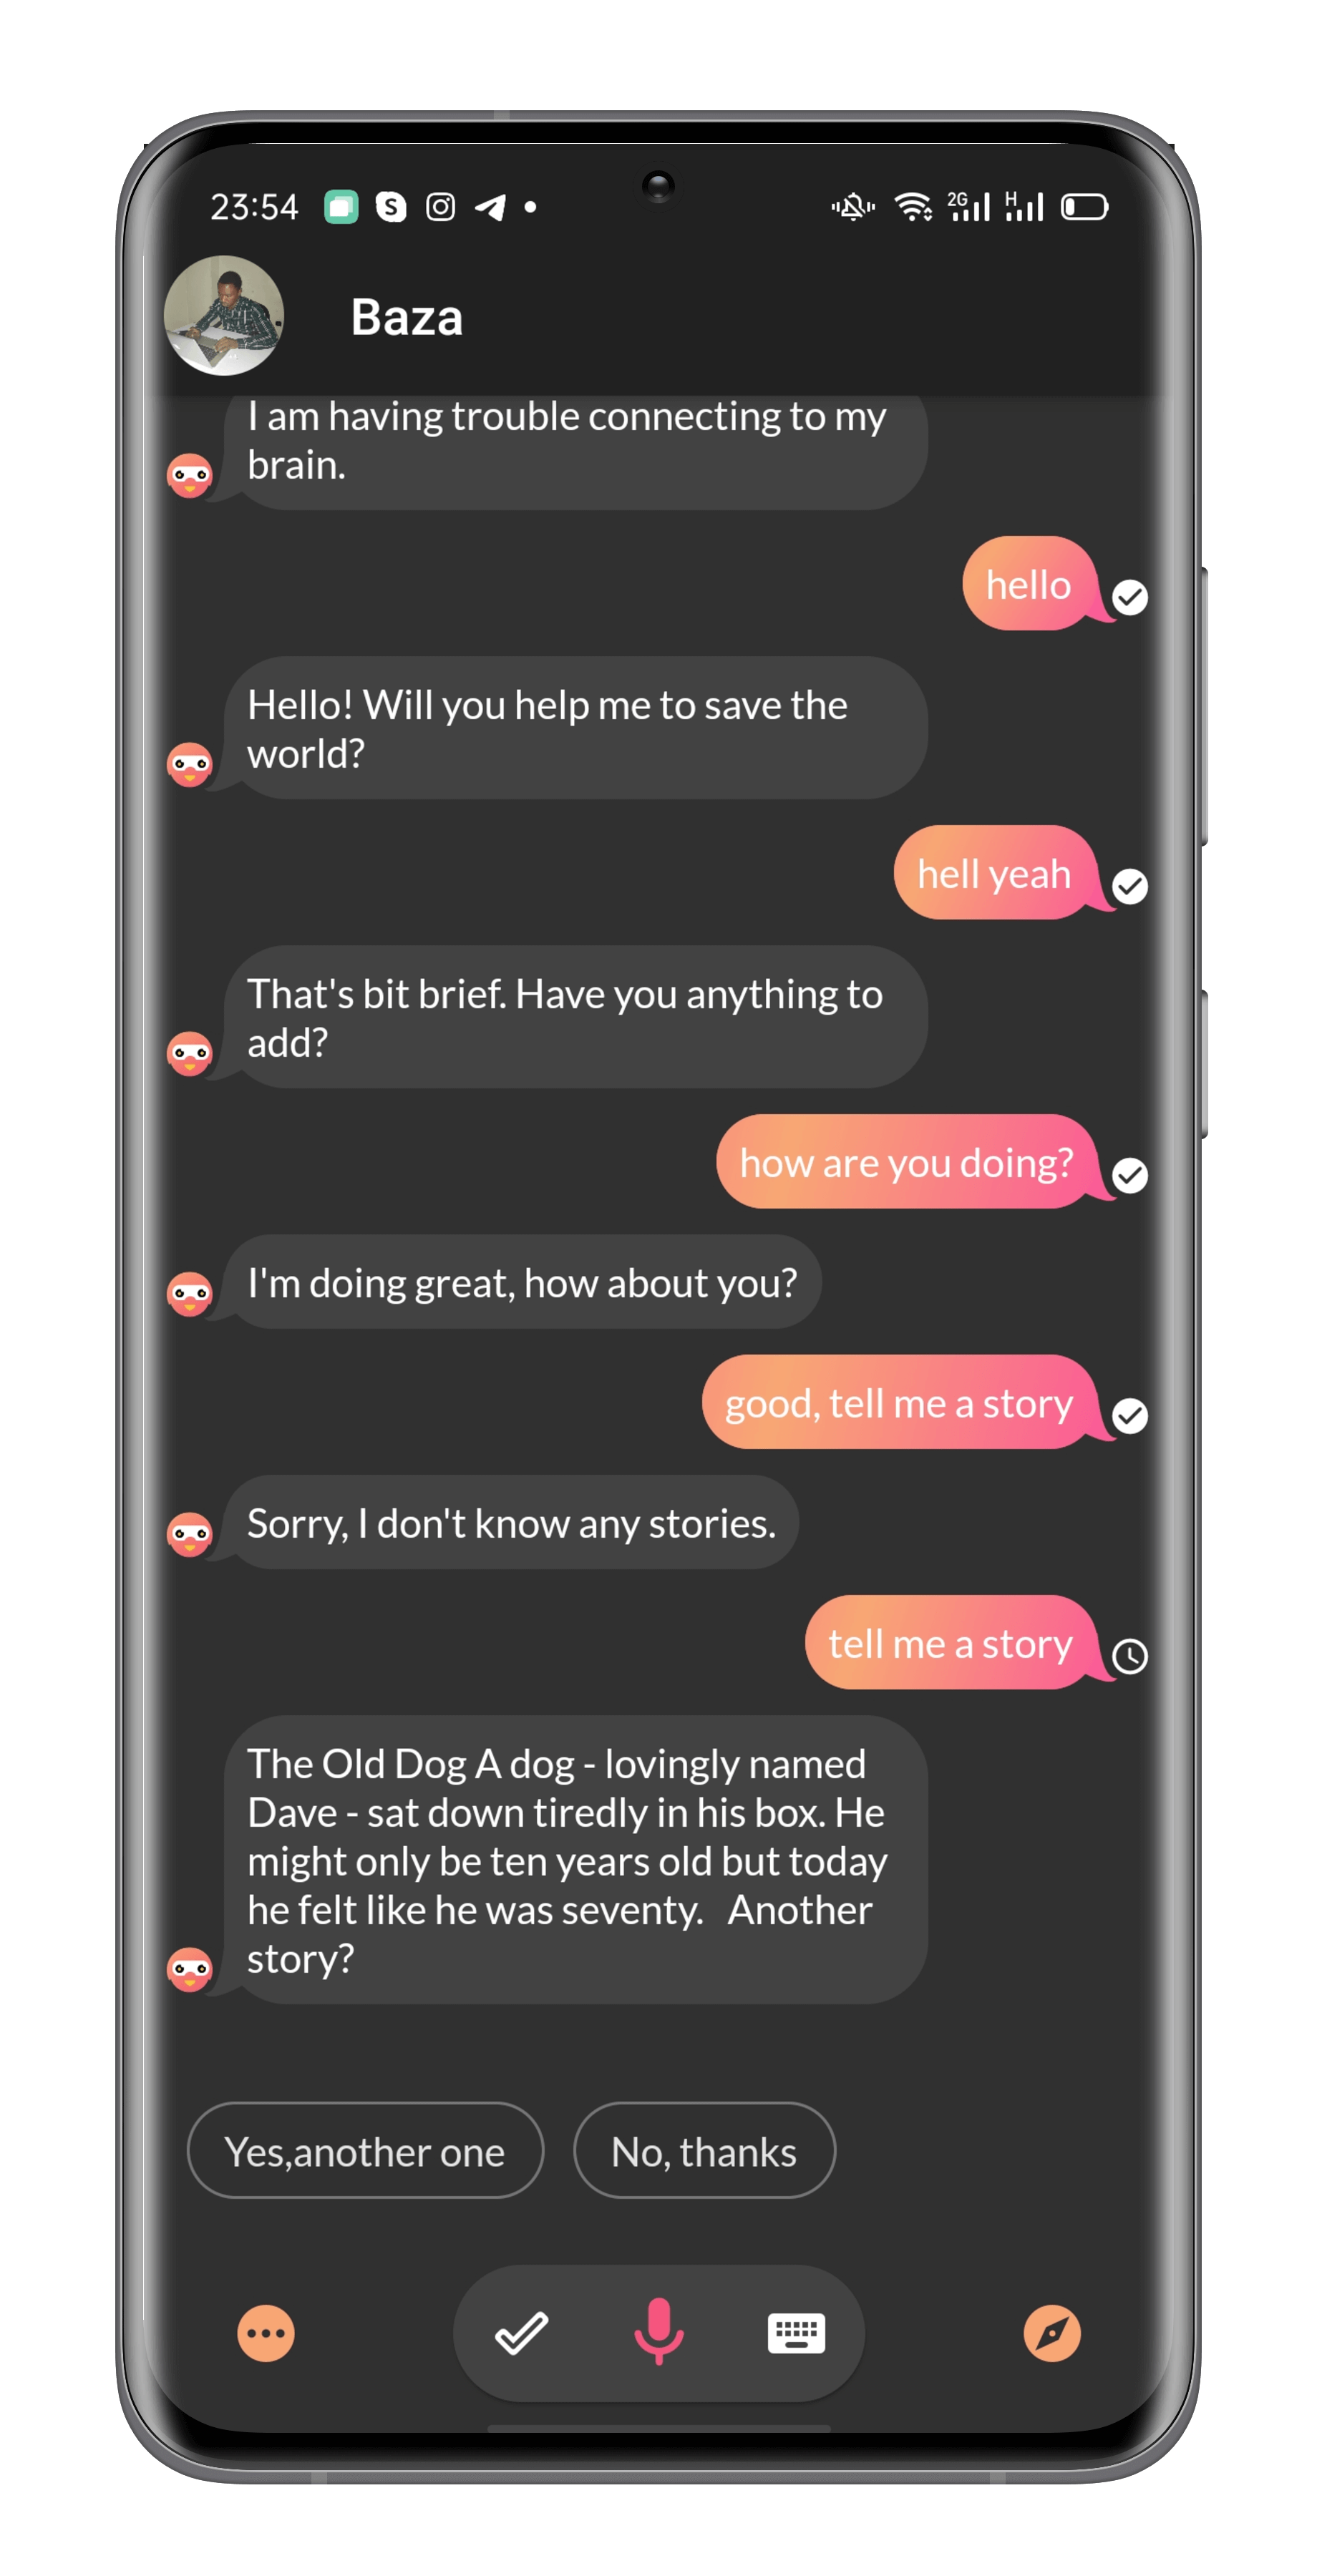 23:54
2G
H
Baza
I am having trouble connecting to my
brain.
hello
Hello! Will you help me to save the
world?
hell yeah
That's bit brief. Have you anything to
add?
how are you doing?
I'm doing great, how about you?
good, tell me a story
Sorry, I don't know any stories.
tell me a story
The Old Dog A dog - lovingly named
Dave - sat down tiredly in his box. He
might only be ten years old but today
he felt like he was seventy.   Another
story?
Yes,another one
No, thanks